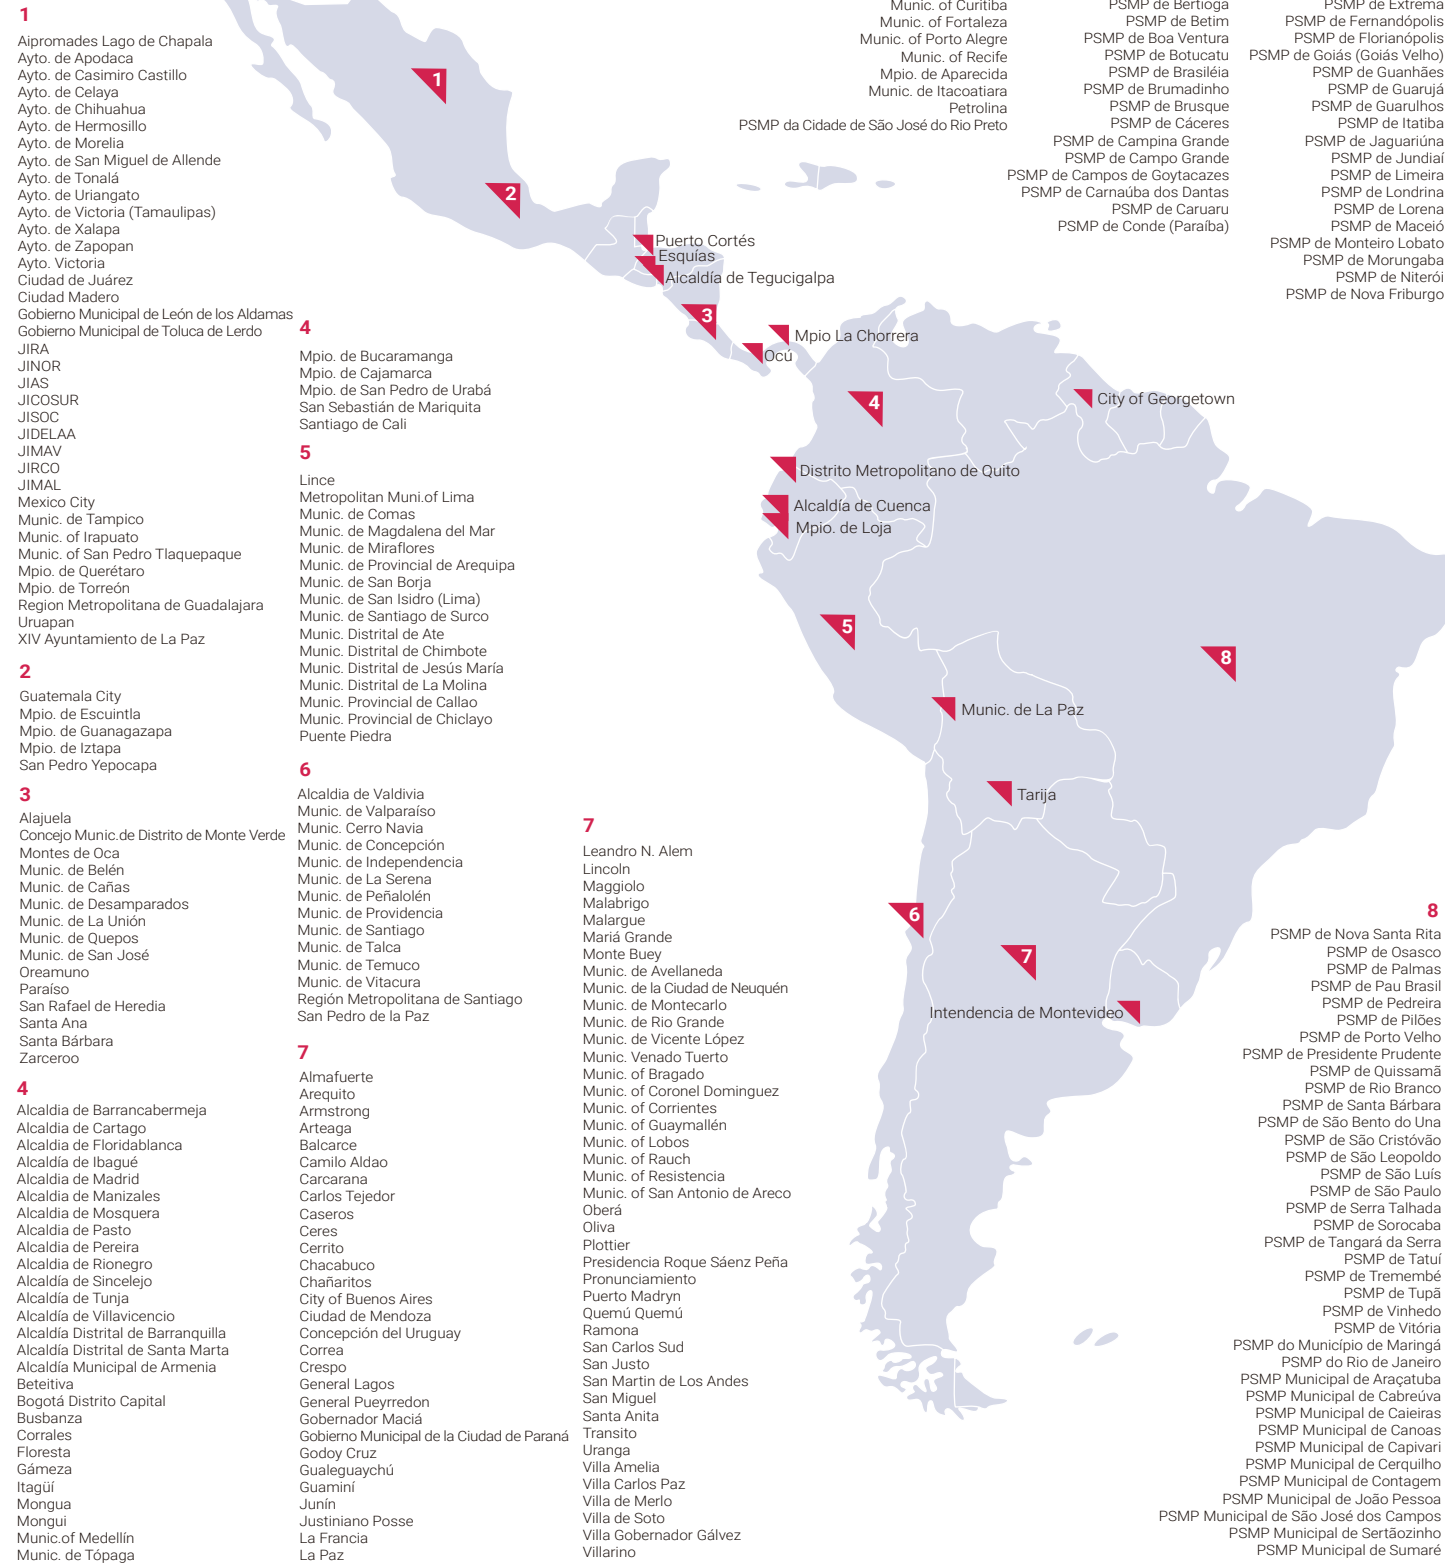 1
Aipromades Lago de Chapala
Ayto. de Apodaca
Ayto. de Casimiro Castillo
Ayto. de Celaya
Ayto. de Chihuahua
Ayto. de Hermosillo
Ayto. de Morelia
Ayto. de San Miguel de Allende
Ayto. de Tonalá
Ayto. de Uriangato
Ayto. de Victoria (Tamaulipas)
Ayto. de Xalapa
Ayto. de Zapopan
Ayto. Victoria
Ciudad de Juárez
Ciudad Madero
Gobierno Municipal de León de los Aldamas
Gobierno Municipal de Toluca de Lerdo
JIRA
JINOR
JIAS
JICOSUR
JISOC
JIDELAA
JIMAV
JIRCO
JIMAL
Mexico City
Munic. de Tampico
Munic. of Irapuato
Munic. of San Pedro Tlaquepaque
Mpio. de Querétaro
Mpio. de Torreón
Region Metropolitana de Guadalajara
Uruapan
XIV Ayuntamiento de La Paz
2
Guatemala City
Mpio. de Escuintla
Mpio. de Guanagazapa
Mpio. de Iztapa
San Pedro Yepocapa
3
Alajuela
Concejo Munic.de Distrito de Monte Verde
Montes de Oca
Munic. de Belén
Munic. de Cañas
Munic. de Desamparados
Munic. de La Unión
Munic. de Quepos
Munic. de San José
Oreamuno
Paraíso
San Rafael de Heredia
Santa Ana
Santa Bárbara
Zarceroo
4
Alcaldia de Barrancabermeja
Alcaldia de Cartago
Alcaldia de Floridablanca
Alcaldía de Ibagué
Alcaldia de Madrid
Alcaldia de Manizales
Alcaldia de Mosquera
Alcaldia de Pasto
Alcaldia de Pereira
Alcaldia de Rionegro
Alcaldía de Sincelejo
Alcaldía de Tunja
Alcaldía de Villavicencio
Alcaldía Distrital de Barranquilla
Alcaldía Distrital de Santa Marta
Alcaldía Municipal de Armenia
Beteitiva
Bogotá Distrito Capital
Busbanza
Corrales
Floresta
Gámeza
Itagüí
Mongua
Mongui
Munic.of Medellín
Munic. de Tópaga
4
Mpio. de Bucaramanga
Mpio. de Cajamarca
Mpio. de San Pedro de Urabá
San Sebastián de Mariquita
Santiago de Cali
5
Lince
Metropolitan Muni.of Lima
Munic. de Comas
Munic. de Magdalena del Mar
Munic. de Miraflores
Munic. de Provincial de Arequipa
Munic. de San Borja
Munic. de San Isidro (Lima)
Munic. de Santiago de Surco
Munic. Distrital de Ate
Munic. Distrital de Chimbote
Munic. Distrital de Jesús María
Munic. Distrital de La Molina
Munic. Provincial de Callao
Munic. Provincial de Chiclayo
Puente Piedra
6
Alcaldia de Valdivia
Munic. de Valparaíso
Munic. Cerro Navia
Munic. de Concepción
Munic. de Independencia
Munic. de La Serena
Munic. de Peñalolén
Munic. de Providencia
Munic. de Santiago
Munic. de Talca
Munic. de Temuco
Munic. de Vitacura
Región Metropolitana de Santiago
San Pedro de la Paz
7
Almafuerte
Arequito
Armstrong
Arteaga
Balcarce
Camilo Aldao
Carcarana
Carlos Tejedor
Caseros
Ceres
Cerrito
Chacabuco
Chañaritos
City of Buenos Aires
Ciudad de Mendoza
Concepción del Uruguay
Correa
Crespo
General Lagos
General Pueyrredon
Gobernador Maciá
Gobierno Municipal de la Ciudad de Paraná
Godoy Cruz
Gualeguaychú
Guaminí
Junín
Justiniano Posse
La Francia
La Paz
7
Leandro N. Alem
Lincoln
Maggiolo
Malabrigo
Malargue
Mariá Grande
Monte Buey
Munic. de Avellaneda
Munic. de la Ciudad de Neuquén
Munic. de Montecarlo
Munic. de Rio Grande
Munic. de Vicente López
Munic. Venado Tuerto
Munic. of Bragado
Munic. of Coronel Dominguez
Munic. of Corrientes
Munic. of Guaymallén
Munic. of Lobos
Munic. of Rauch
Munic. of Resistencia
Munic. of San Antonio de Areco
Oberá
Oliva
Plottier
Presidencia Roque Sáenz Peña
Pronunciamiento
Puerto Madryn
Quemú Quemú
Ramona
San Carlos Sud
San Justo
San Martin de Los Andes
San Miguel
Santa Anita
Transito
Uranga
Villa Amelia
Villa Carlos Paz
Villa de Merlo
Villa de Soto
Villa Gobernador Gálvez
Villarino
Munic. of Curitiba
Munic. of Fortaleza
Munic. of Porto Alegre
Munic. of Recife
Mpio. de Aparecida
Munic. de Itacoatiara
Petrolina
PSMP da Cidade de São José do Rio Preto
PSMP de Bertioga
PSMP de Betim
PSMP de Boa Ventura
PSMP de Botucatu
PSMP de Brasiléia
PSMP de Brumadinho
PSMP de Brusque
PSMP de Cáceres
PSMP de Campina Grande
PSMP de Campo Grande
PSMP de Campos de Goytacazes
PSMP de Carnaúba dos Dantas
PSMP de Caruaru
PSMP de Conde (Paraíba)
PSMP de Extrema
PSMP de Fernandópolis
PSMP de Florianópolis
PSMP de Goiás (Goiás Velho)
PSMP de Guanhães
PSMP de Guarujá
PSMP de Guarulhos
PSMP de Itatiba
PSMP de Jaguariúna
PSMP de Jundiaí
PSMP de Limeira
PSMP de Londrina
PSMP de Lorena
PSMP de Maceió
PSMP de Monteiro Lobato
PSMP de Morungaba
PSMP de Niterói
PSMP de Nova Friburgo
1
2
Puerto Cortés
Esquías
Alcaldía de Tegucigalpa
3
Mpio La Chorrera
Ocú
4
City of Georgetown
Distrito Metropolitano de Quito
Alcaldía de Cuenca
Mpio. de Loja
5
8
Munic. de La Paz
Tarija
6
7
Intendencia de Montevideo
8
PSMP de Nova Santa Rita
PSMP de Osasco
PSMP de Palmas
PSMP de Pau Brasil
PSMP de Pedreira
PSMP de Pilões
PSMP de Porto Velho
PSMP de Presidente Prudente
PSMP de Quissamã
PSMP de Rio Branco
PSMP de Santa Bárbara
PSMP de São Bento do Una
PSMP de São Cristóvão
PSMP de São Leopoldo
PSMP de São Luís
PSMP de São Paulo
PSMP de Serra Talhada
PSMP de Sorocaba
PSMP de Tangará da Serra
PSMP de Tatuí
PSMP de Tremembé
PSMP de Tupã
PSMP de Vinhedo
PSMP de Vitória
PSMP do Município de Maringá
PSMP do Rio de Janeiro
PSMP Municipal de Araçatuba
PSMP Municipal de Cabreúva
PSMP Municipal de Caieiras
PSMP Municipal de Canoas
PSMP Municipal de Capivari
PSMP Municipal de Cerquilho
PSMP Municipal de Contagem
PSMP Municipal de João Pessoa
PSMP Municipal de São José dos Campos
PSMP Municipal de Sertãozinho
PSMP Municipal de Sumaré